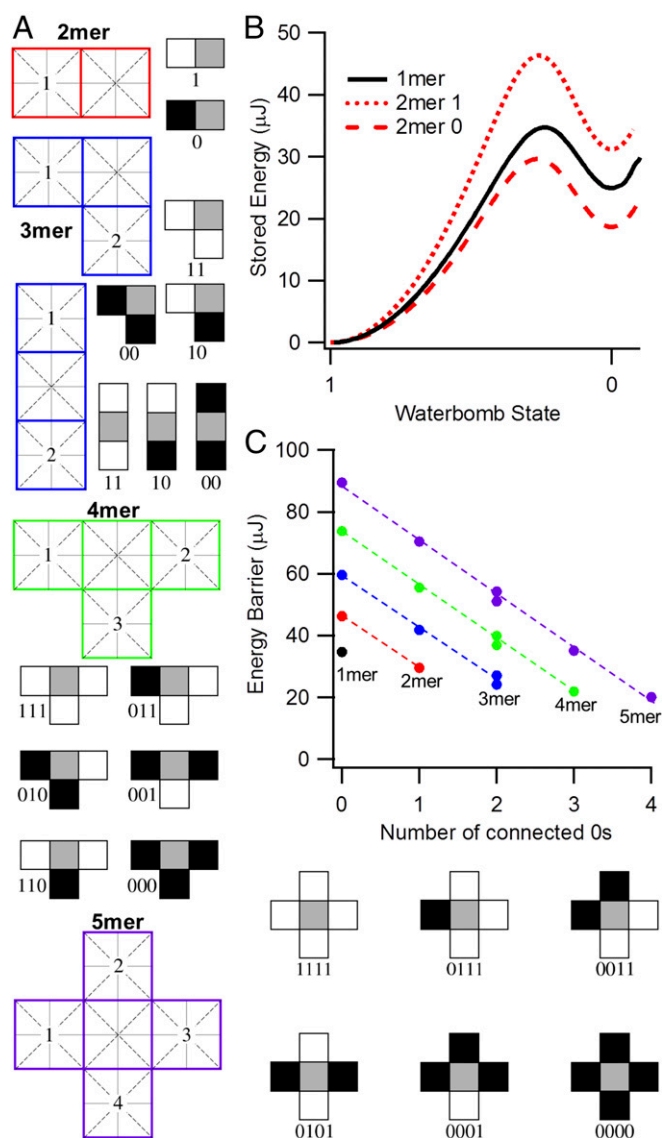 A
2mer
1
1
0
1
3mer
2
11
1
2
00
10
11
10
00
4mer
1
2
3
111
011
010
001
110
000
5mer
2
1
3
4
B
50
40
30
20
10
0
Stored Energy (μJ)
1mer
2mer 1
2mer 0
1
0
Waterbomb State
C
100
80
60
40
20
0
Energy Barrier (μJ)
1mer
2mer
3mer
4mer
5mer
0
1
2
3
4
Number of connected 0s
1111
0111
0011
0101
0001
0000